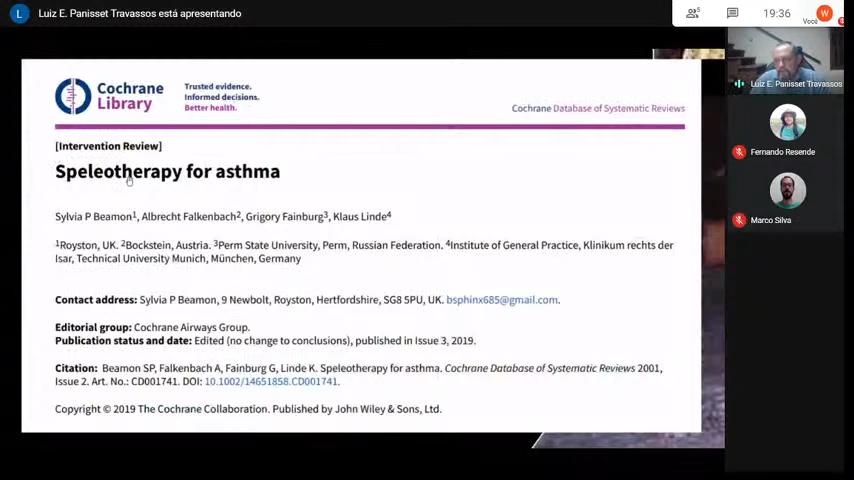 L
Luiz E. Panisset Travassos está apresentando
5
19:36
W
Você
Cochrane
Library
Trusted evidence.
Informed decisions.
Better health.
Cochrane Database of Systematic Reviews
[Intervention Review]
Speleotherapy for asthma
Sylvia P Beamon1, Albrecht Falkenbach2, Grigory Fainburg3, Klaus Linde4
1Royston, UK. 2Bockstein, Austria. 3Perm State University, Perm, Russian Federation. 4Institute of General Practice, Klinikum rechts der
Isar, Technical University Munich, München, Germany
Contact address: Sylvia P Beamon, 9 Newbolt, Royston, Hertfordshire, SG8 5PU, UK. bsphinx685@gmail.com.
Editorial group: Cochrane Airways Group.
Publication status and date: Edited (no change to conclusions), published in Issue 3, 2019.
Citation: Beamon SP, Falkenbach A, Fainburg G, Linde K. Speleotherapy for asthma. Cochrane Database of Systematic Reviews 2001,
Issue 2. Art. No.: CD001741. DOI: 10.1002/14651858.CD001741.
Copyright © 2019 The Cochrane Collaboration. Published by John Wiley & Sons, Ltd.
Luiz E. Panisset Travassos
Fernando Resende
Marco Silva